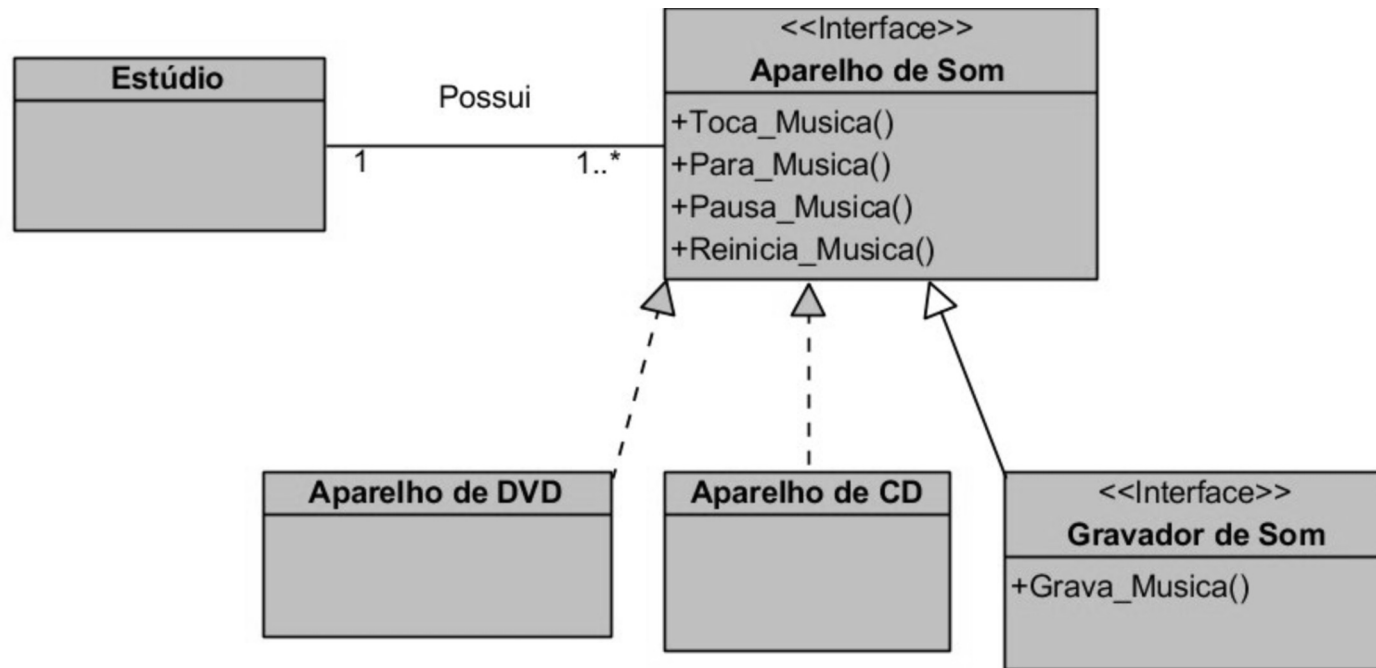 Estúdio
Possui
1
1..*
<<Interface>>
Aparelho de Som
+Toca_Musica()
+Para_Musica()
+Pausa_Musica()
+Reinicia_Musica()
Aparelho de DVD
Aparelho de CD
<<Interface>>
Gravador de Som
+Grava_Musica()